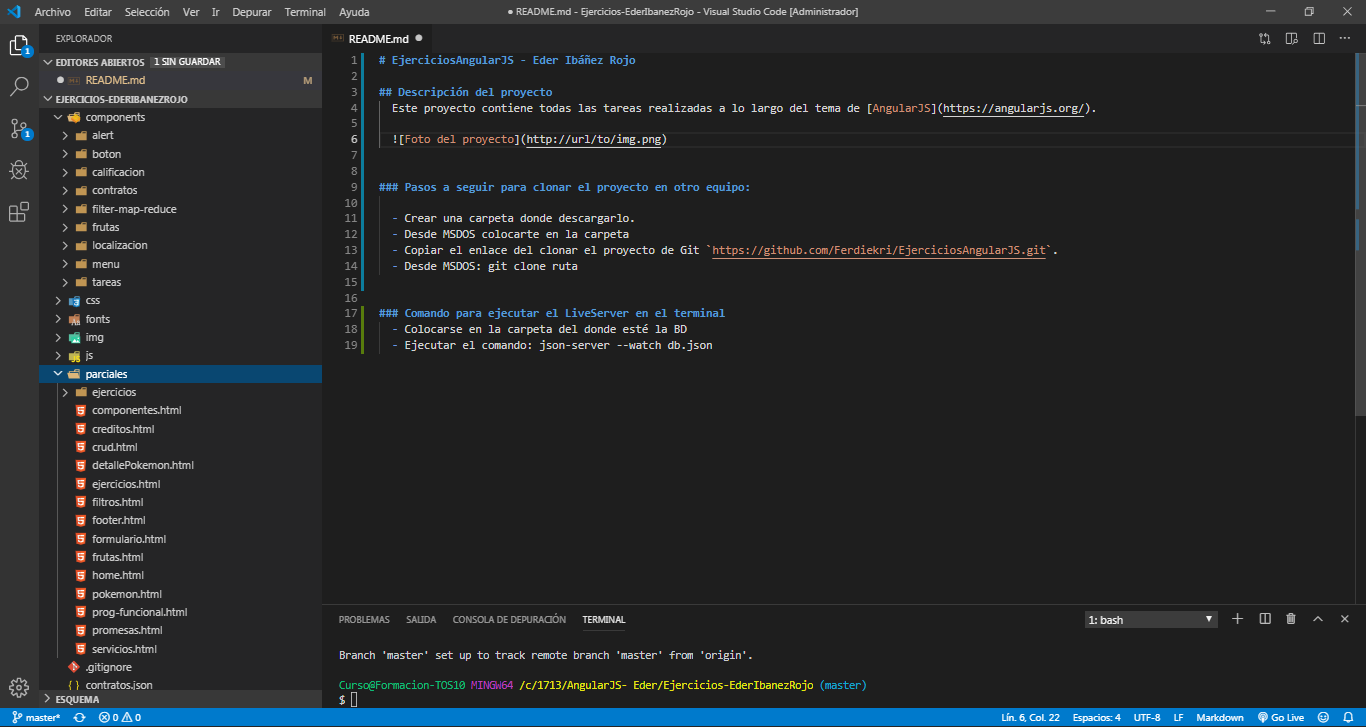 Archivo Editar Selección Ver Ir Depurar Terminal Ayuda
● README.md - Ejercicios-EderIbanezRojo - Visual Studio Code [Administrador]
EXPLORADOR
EDITORES ABIERTOS 1 SIN GUARDAR
README.md M
EJERCICIOS-EDERIBANEZROJO
components
alert
boton
calificacion
contratos
filter-map-reduce
frutas
localizacion
menu
tareas
css
fonts
img
js
parciales
ejercicios
componentes.html
creditos.html
crud.html
detallePokemon.html
ejercicios.html
filtros.html
footer.html
formulario.html
frutas.html
home.html
pokemon.html
prog-funcional.html
promesas.html
servicios.html
.gitignore
contratos.json
ESQUEMA
1
1
README.md
1 # EjerciciosAngularJS - Eder Ibáñez Rojo
2
3 ## Descripción del proyecto
4 Este proyecto contiene todas las tareas realizadas a lo largo del tema de [AngularJS](https://angularjs.org/).
5
6 ![Foto del proyecto](http://url/to/img.png)
7
8
9 ### Pasos a seguir para clonar el proyecto en otro equipo:
10
11 - Crear una carpeta donde descargarlo.
12 - Desde MSDOS colocarte en la carpeta
13 - Copiar el enlace del clonar el proyecto de Git `https://github.com/Ferdiekri/EjerciciosAngularJS.git`.
14 - Desde MSDOS: git clone ruta
15
16
17 ### Comando para ejecutar el LiveServer en el terminal
18 - Colocarse en la carpeta del donde esté la BD
19 - Ejecutar el comando: json-server --watch db.json
PROBLEMAS SALIDA CONSOLA DE DEPURACIÓN TERMINAL 1: bash
Branch 'master' set up to track remote branch 'master' from 'origin'.
Curso@Formacion-TOS10 MINGW64 /c/1713/AngularJS- Eder/Ejercicios-EderIbanezRojo (master)
$
master* 0 0 Lín. 6, Col. 22 Espacios: 4 UTF-8 LF Markdown Go Live